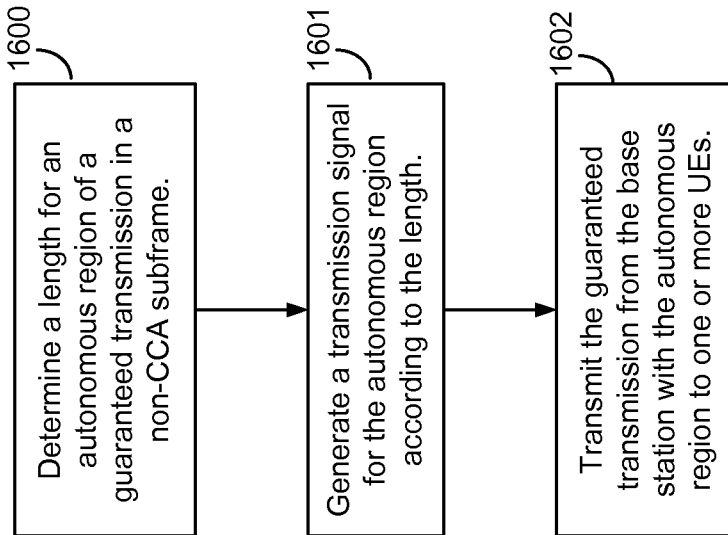 1600
Determine a length for an
autonomous region of a
guaranteed transmission in a
non-CCA subframe.
1601
Generate a transmission signal
for the autonomous region
according to the length.
1602
Transmit the guaranteed
transmission from the base
station with the autonomous
region to one or more UEs.